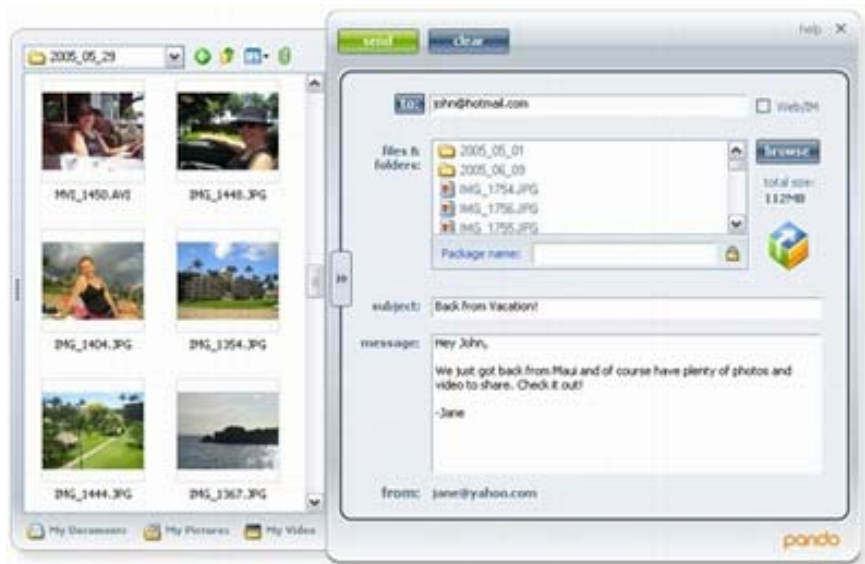 2005_05_29
MVI_1450.AVI
IMG_1448.JPG
IMG_1404.JPG
IMG_1354.JPG
IMG_1444.JPG
IMG_1367.JPG
My Documents
My Pictures
My Video
send
clear
help
to:
john@hotmail.com
Web/IM
files &
folders:
2005_05_01
2005_06_09
IMG_1754.JPG
IMG_1756.JPG
IMG_1755.JPG
browse
total size:
112MB
Package name:
subject:
Back from Vacation!
message:
Hey John,
We just got back from Maui and of course have plenty of photos and
video to share. Check it out!
-Jane
from:
jane@yahoo.com
pando